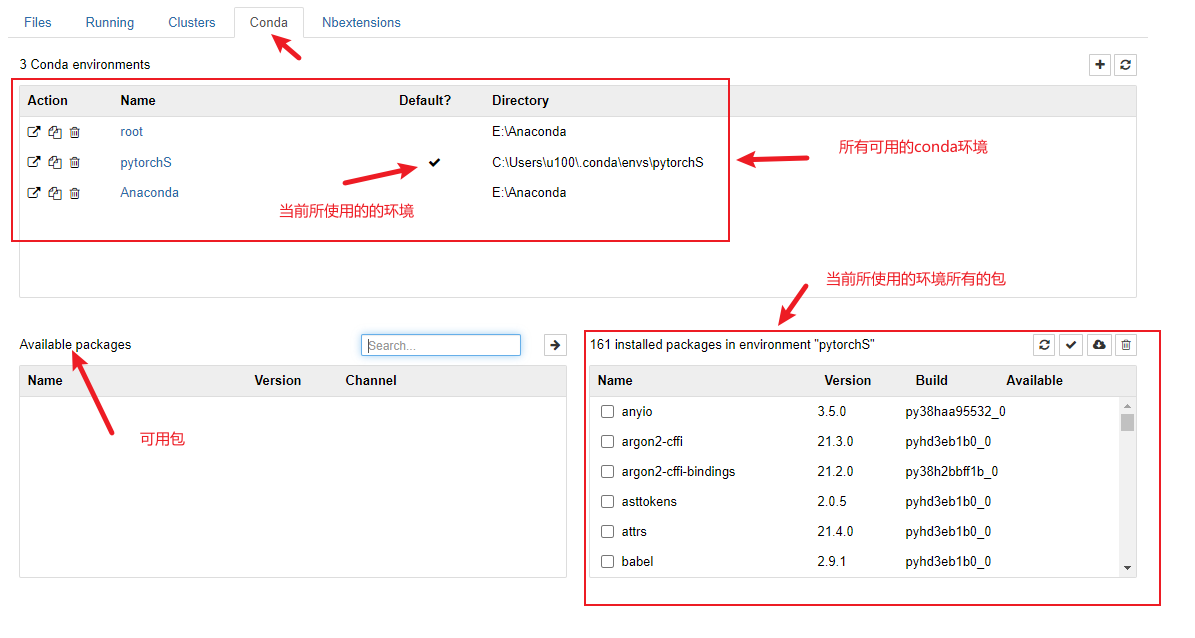 Files Running Clusters Conda Nbextensions
3 Conda environments
Action Name Default? Directory
root E:\Anaconda
所有可用的conda环境
pytorchS C:\Users\u100\.conda\envs\pytorchS
Anaconda E:\Anaconda
当前所使用的的环境
当前所使用的环境所有的包
Available packages Search... 161 installed packages in environment "pytorchS"
Name Version Channel Name Version Build Available
anyio 3.5.0 py38haa95532_0
可用包 argon2-cffi 21.3.0 pyhd3eb1b0_0
argon2-cffi-bindings 21.2.0 py38h2bbff1b_0
asttokens 2.0.5 pyhd3eb1b0_0
attrs 21.4.0 pyhd3eb1b0_0
babel 2.9.1 pyhd3eb1b0_0